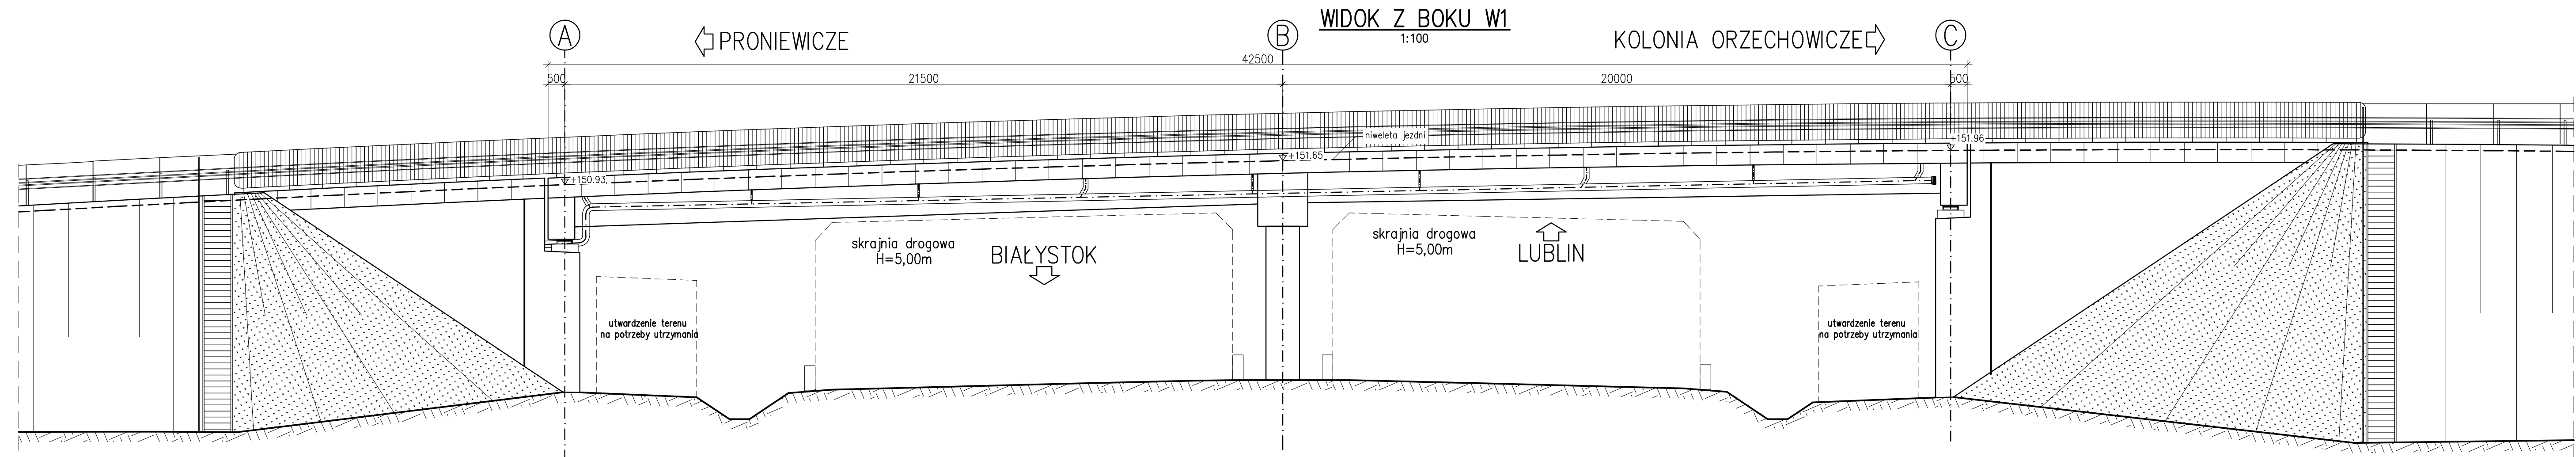 WIDOK Z BOKU W1
1:100
A
B
C
PRONIEWICZE
KOLONIA ORZECHOWICZE
42500
500
21500
20000
500
niweleta jezdni
+150.93
+151.65
+151.96
skrajnia drogowa
H=5,00m
BIAŁYSTOK
skrajnia drogowa
H=5,00m
LUBLIN
utwardzenie terenu
na potrzeby utrzymania
utwardzenie terenu
na potrzeby utrzymania